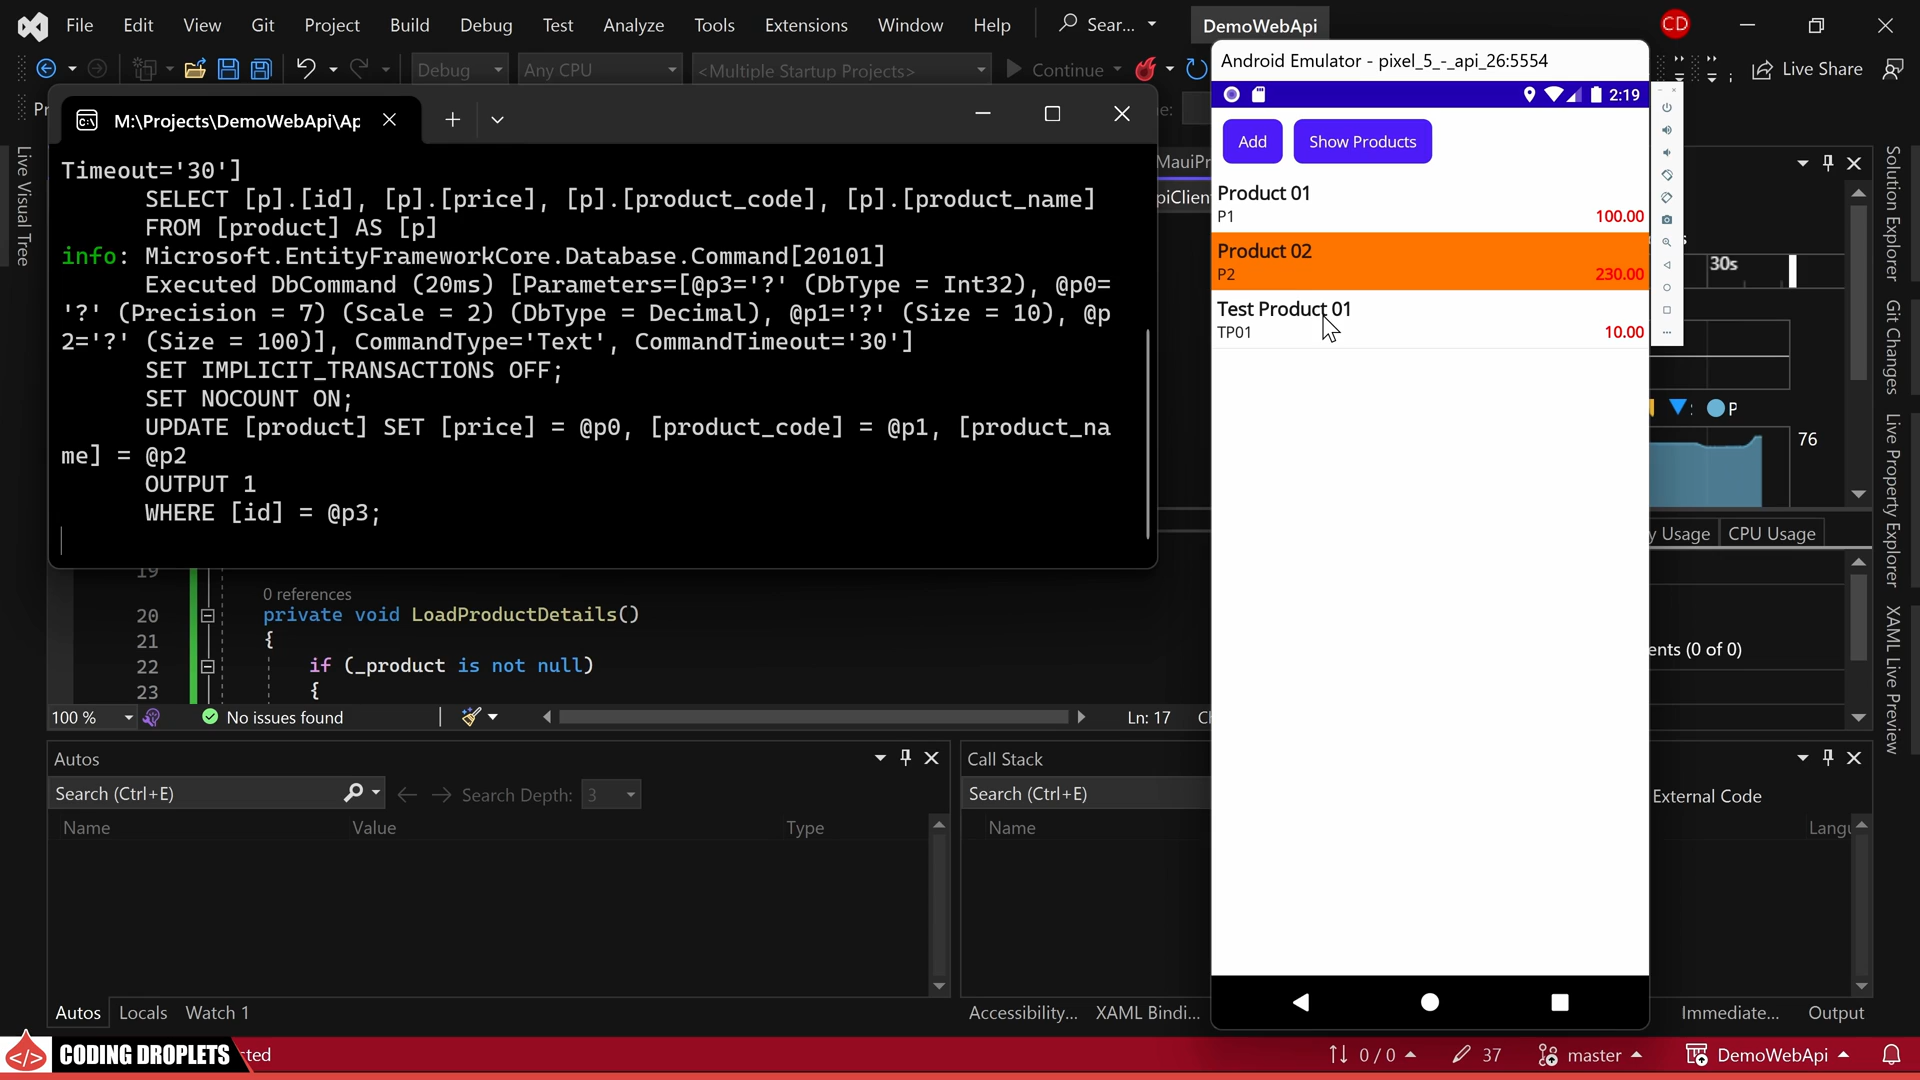 File Edit View Git Project Build Debug Test Analyze Tools Extensions Window Help Sear... DemoWebApi CD
Debug Any CPU <Multiple Startup Projects> Continue Live Share
M:\Projects\DemoWebApi\Ap
Timeout='30']
SELECT [p].[id], [p].[price], [p].[product_code], [p].[product_name]
FROM [product] AS [p]
info: Microsoft.EntityFrameworkCore.Database.Command[20101]
Executed DbCommand (20ms) [Parameters=[@p3='?' (DbType = Int32), @p0=
'?' (Precision = 7) (Scale = 2) (DbType = Decimal), @p1='?' (Size = 10), @p
2='?' (Size = 100)], CommandType='Text', CommandTimeout='30']
SET IMPLICIT_TRANSACTIONS OFF;
SET NOCOUNT ON;
UPDATE [product] SET [price] = @p0, [product_code] = @p1, [product_na
me] = @p2
OUTPUT 1
WHERE [id] = @p3;
Android Emulator - pixel_5_-_api_26:5554
2:19
Add Show Products
Product 01
P1 100.00
Product 02
P2 230.00
Test Product 01
TP01 10.00
Live Visual Tree
MauiPr
piClien
30s
76
y Usage CPU Usage
ents (0 of 0)
Solution Explorer
Git Changes
Live Property Explorer
XAML Live Preview
19
0 references
20 private void LoadProductDetails()
21 {
22 if (_product is not null)
23 {
100 % No issues found Ln: 17
Autos
Search (Ctrl+E) Search Depth: 3
Name Value Type
Autos Locals Watch 1
Call Stack
Search (Ctrl+E) External Code
Name Langu
Accessibility... XAML Bindi... Immediate... Output
CODING DROPLETS
0 / 0 37 master DemoWebApi